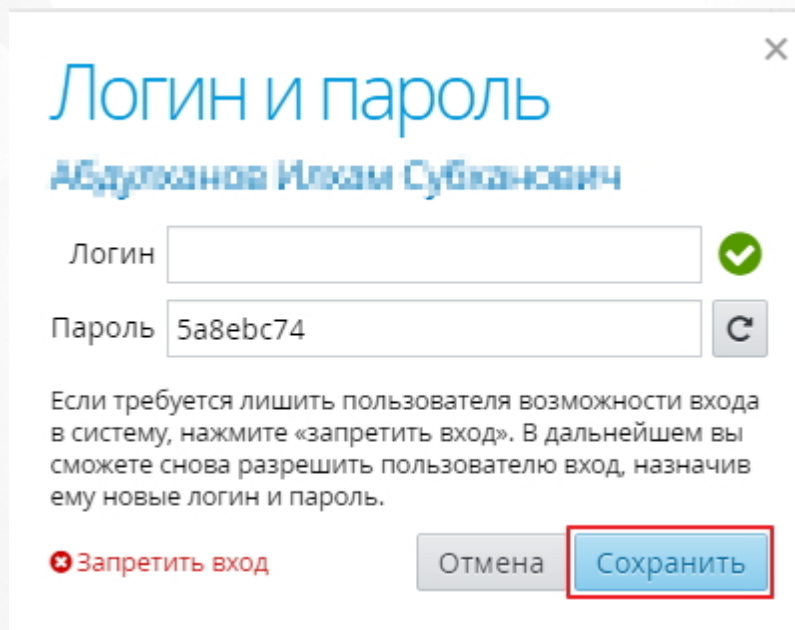 Логин и пароль
Логин
Пароль 5a8ebc74
Если требуется лишить пользователя возможности входа
в систему, нажмите «запретить вход». В дальнейшем вы
сможете снова разрешить пользователю вход, назначив
ему новые логин и пароль.
Запретить вход Отмена Сохранить